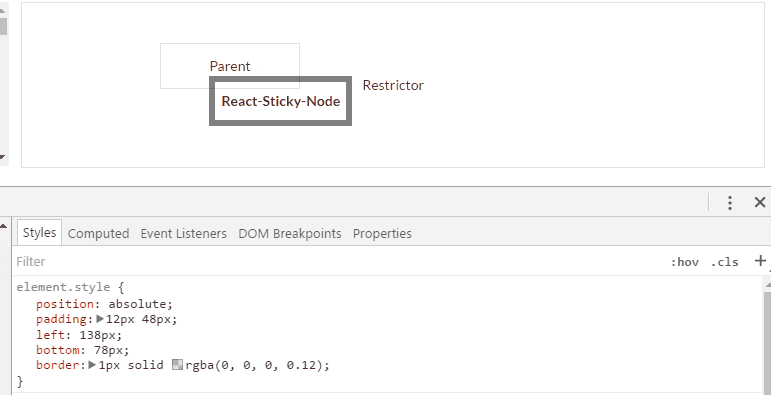 Parent
React-Sticky-Node
Restrictor
Styles Computed Event Listeners DOM Breakpoints Properties
Filter :hov .cls +
element.style {
position: absolute;
padding: 12px 48px;
left: 138px;
bottom: 78px;
border: 1px solid rgba(0, 0, 0, 0.12);
}